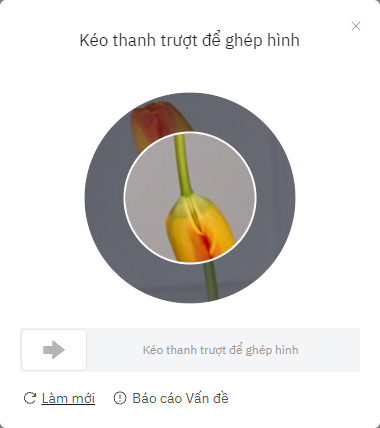 Kéo thanh trượt để ghép hình
Kéo thanh trượt để ghép hình
Làm mới Báo cáo Vấn đề